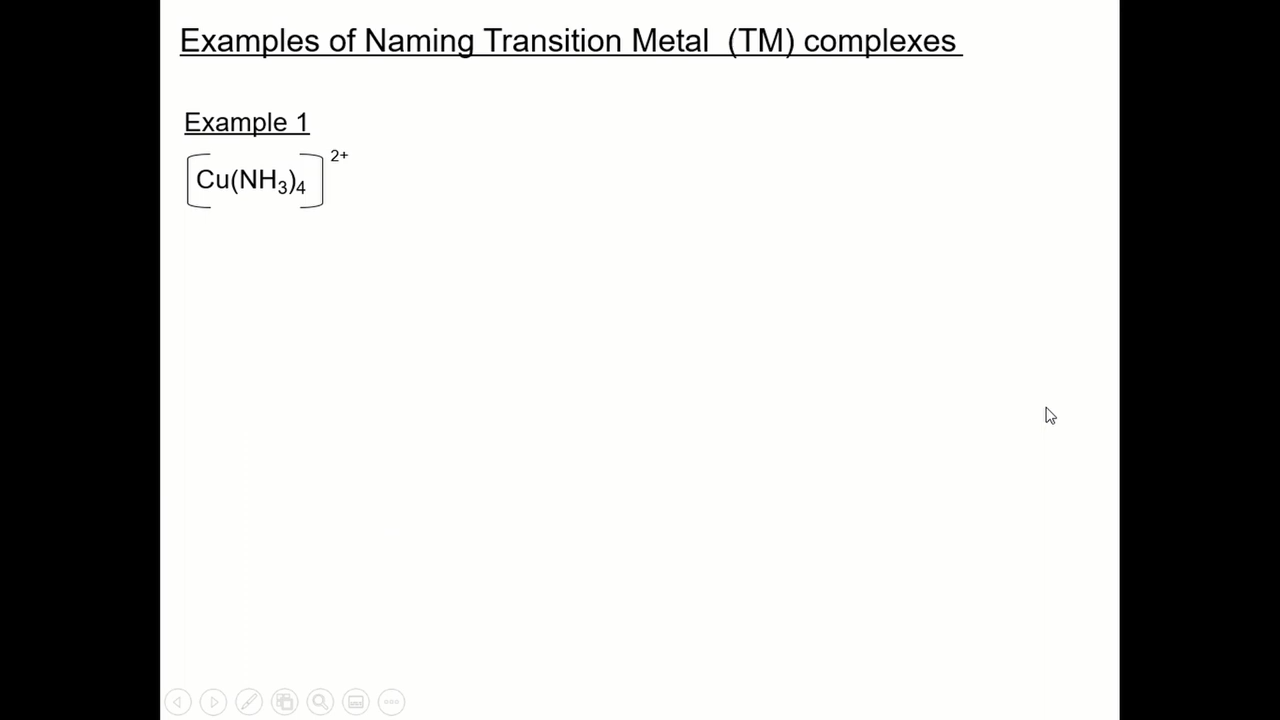 Examples of Naming Transition Metal (TM) complexes
Example 1
[Cu(NH₃)₄]²⁺